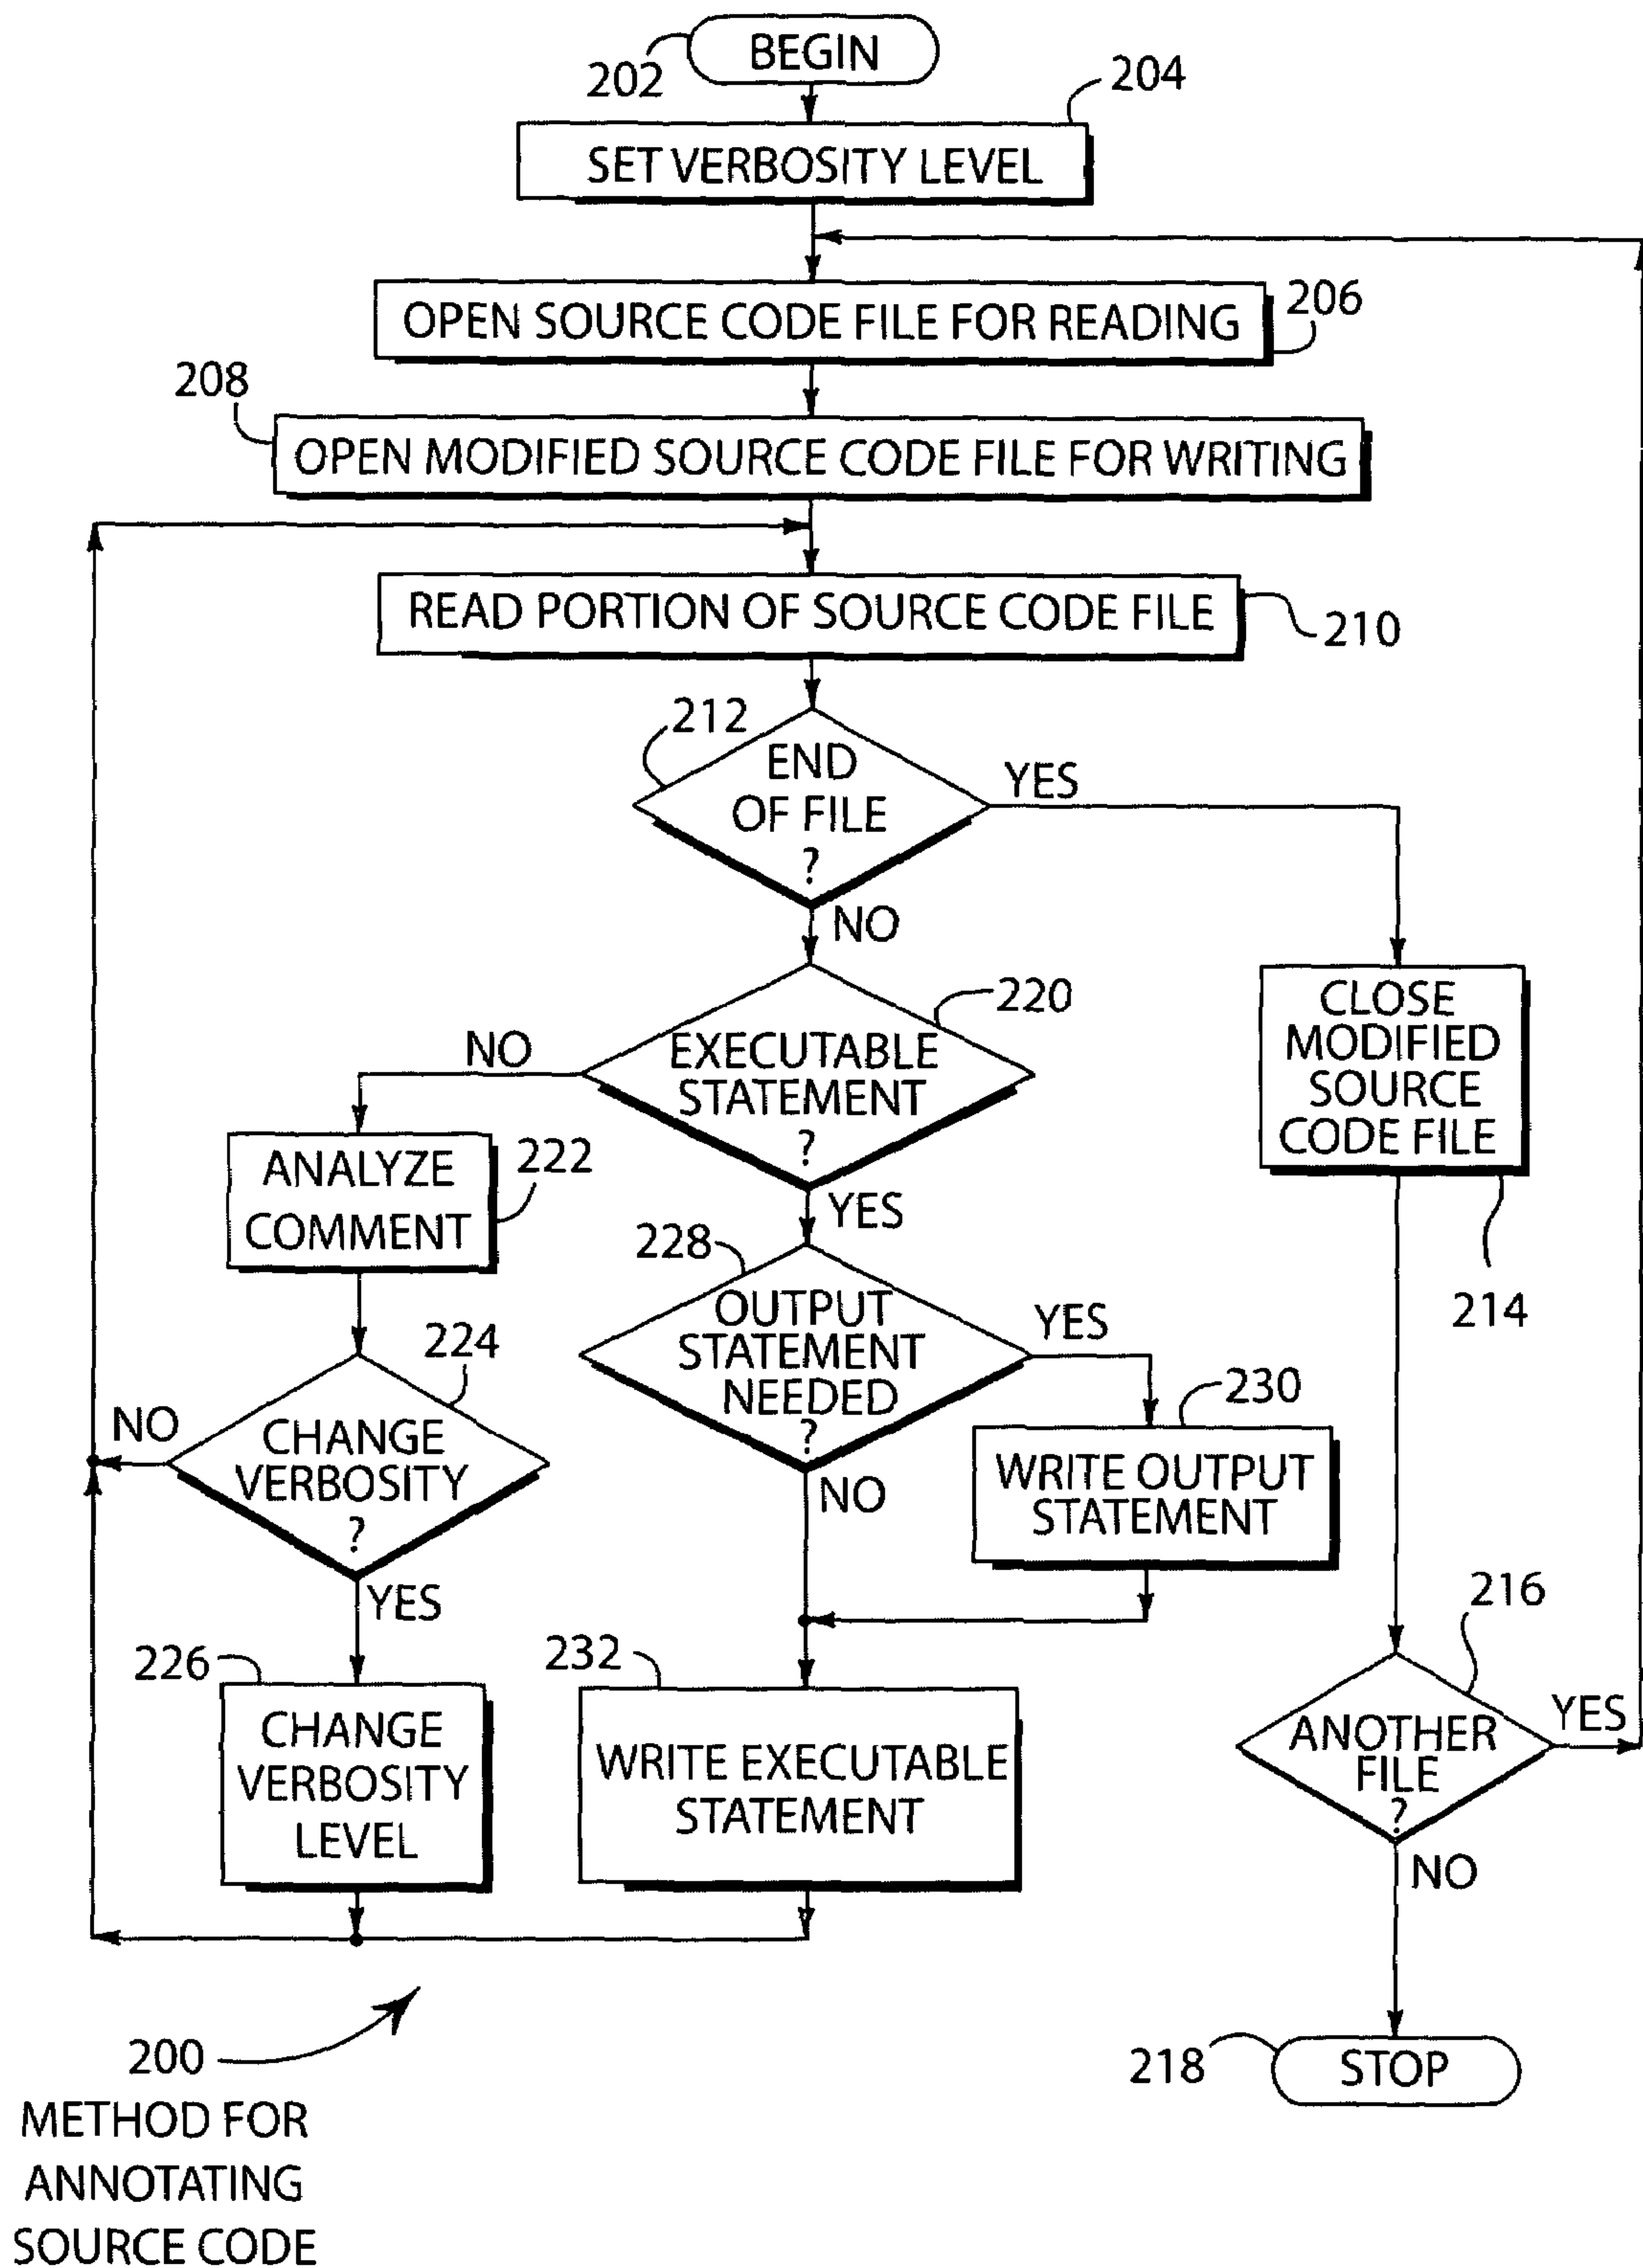 BEGIN
202
204
SET VERBOSITY LEVEL
OPEN SOURCE CODE FILE FOR READING
206
208
OPEN MODIFIED SOURCE CODE FILE FOR WRITING
READ PORTION OF SOURCE CODE FILE
210
212
END
OF FILE
?
YES
NO
220
EXECUTABLE
STATEMENT
?
NO
YES
CLOSE
MODIFIED
SOURCE
CODE FILE
214
ANALYZE
COMMENT
222
228
OUTPUT
STATEMENT
NEEDED
?
YES
NO
224
CHANGE
VERBOSITY
?
NO
YES
230
WRITE OUTPUT
STATEMENT
216
ANOTHER
FILE
?
YES
NO
226
CHANGE
VERBOSITY
LEVEL
232
WRITE EXECUTABLE
STATEMENT
218
STOP
200
METHOD FOR
ANNOTATING
SOURCE CODE